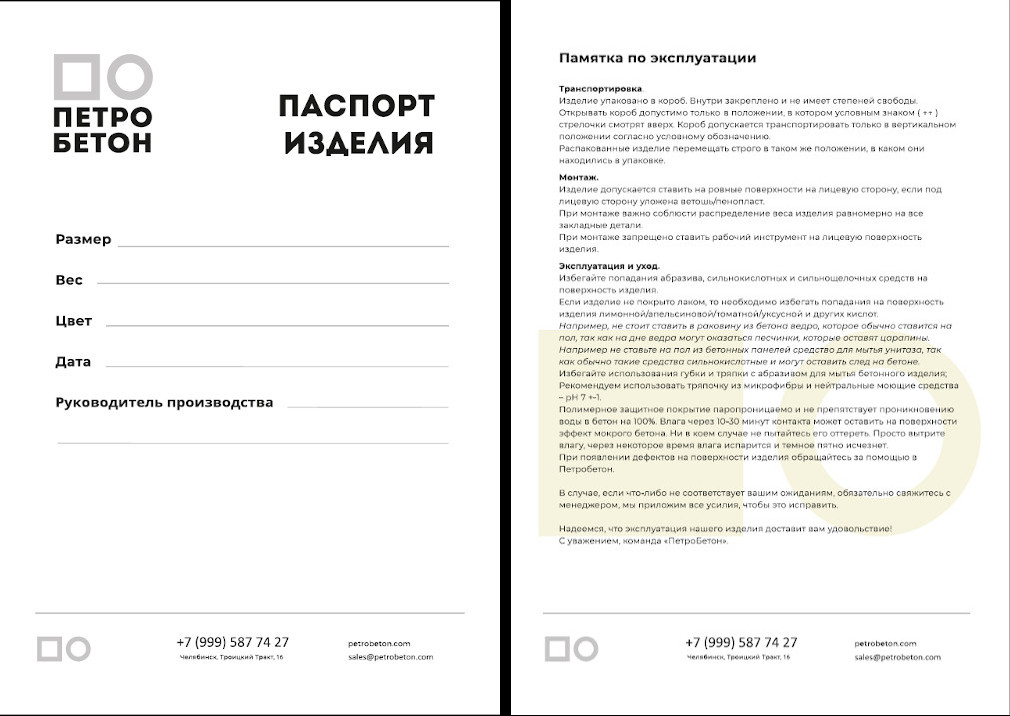 ПЕТРО
БЕТОН
ПАСПОРТ
ИЗДЕЛИЯ
Размер
Вес
Цвет
Дата
Руководитель производства
+7 (999) 587 74 27
Челябинск, Троицкий Тракт, 16
petrobeton.com
sales@petrobeton.com
Памятка по эксплуатации
Транспортировка.
Изделие упаковано в короб. Внутри закреплено и не имеет степеней свободы.
Открывать короб допустимо только в положении, в котором условным знаком ( ++ )
стрелочки смотрят вверх. Короб допускается транспортировать только в вертикальном
положении согласно условному обозначению.
Распакованные изделие перемещать строго в таком же положении, в каком они
находились в упаковке.
Монтаж.
Изделие допускается ставить на ровные поверхности на лицевую сторону, если под
лицевую сторону уложена ветошь/пенопласт.
При монтаже важно соблюсти распределение веса изделия равномерно на все
закладные детали.
При монтаже запрещено ставить рабочий инструмент на лицевую поверхность
изделия.
Эксплуатация и уход.
Избегайте попадания абразива, сильнокислотных и сильнощелочных средств на
поверхность изделия.
Если изделие не покрыто лаком, то необходимо избегать попадания на поверхность
изделия лимонной/апельсиновой/томатной/уксусной и других кислот.
Например, не стоит ставить в раковину из бетона ведро, которое обычно ставится на
пол, так как на дне ведра могут оказаться песчинки, которые оставят царапины.
Например не ставьте на пол из бетонных панелей средство для мытья унитаза, так
как обычно такие средства сильнокислотные и могут оставить след на бетоне.
Избегайте использования губки и тряпки с абразивом для мытья бетонного изделия;
Рекомендуем использовать тряпочку из микрофибры и нейтральные моющие средства
– pH 7 +-1.
Полимерное защитное покрытие паропроницаемо и не препятствует проникновению
воды в бетон на 100%. Влага через 10-30 минут контакта может оставить на поверхности
эффект мокрого бетона. Ни в коем случае не пытайтесь его оттереть. Просто вытрите
влагу, через некоторое время влага испарится и темное пятно исчезнет.
При появлении дефектов на поверхности изделия обращайтесь за помощью в
Петробетон.
В случае, если что-либо не соответствует вашим ожиданиям, обязательно свяжитесь с
менеджером, мы приложим все усилия, чтобы это исправить.
Надеемся, что эксплуатация нашего изделия доставит вам удовольствие!
С уважением, команда «ПетроБетон».
+7 (999) 587 74 27
Челябинск, Троицкий Тракт, 16
petrobeton.com
sales@petrobeton.com